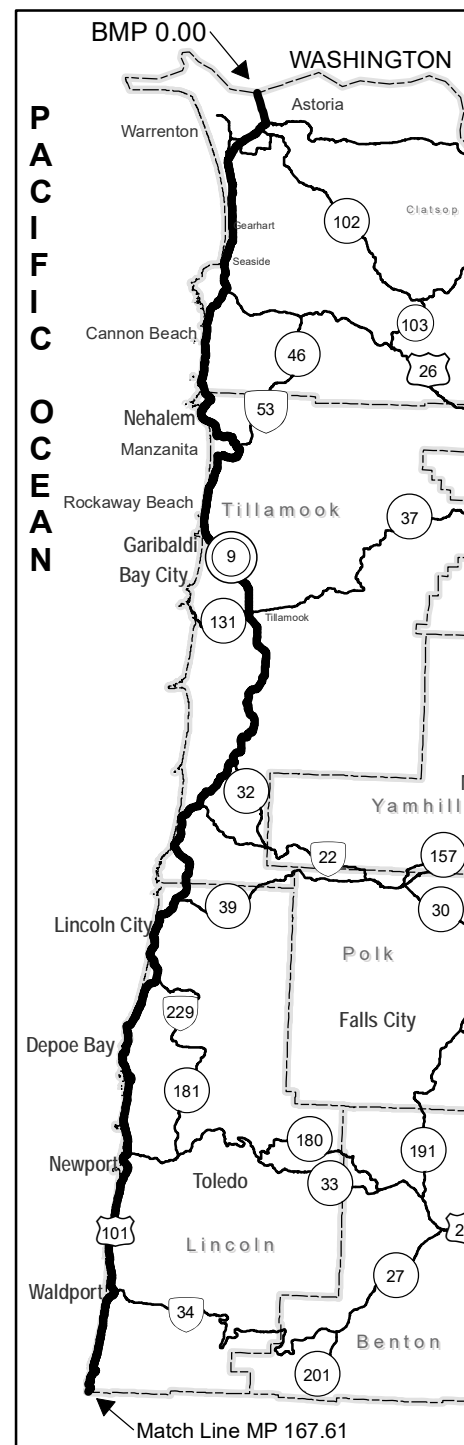 BMP 0.00
WASHINGTON
Astoria
PACIFIC OCEAN
Warrenton
Clatsop
102
Gearhart
Seaside
103
Cannon Beach
46
26
53
Nehalem
Manzanita
Rockaway Beach
Tillamook
37
Garibaldi
9
Bay City
131
Tillamook
32
Yamhill
22
157
39
30
Lincoln City
Polk
229
Falls City
Depoe Bay
181
180
191
Newport
33
Toledo
101
2
Lincoln
27
Waldport
34
Benton
201
Match Line MP 167.61